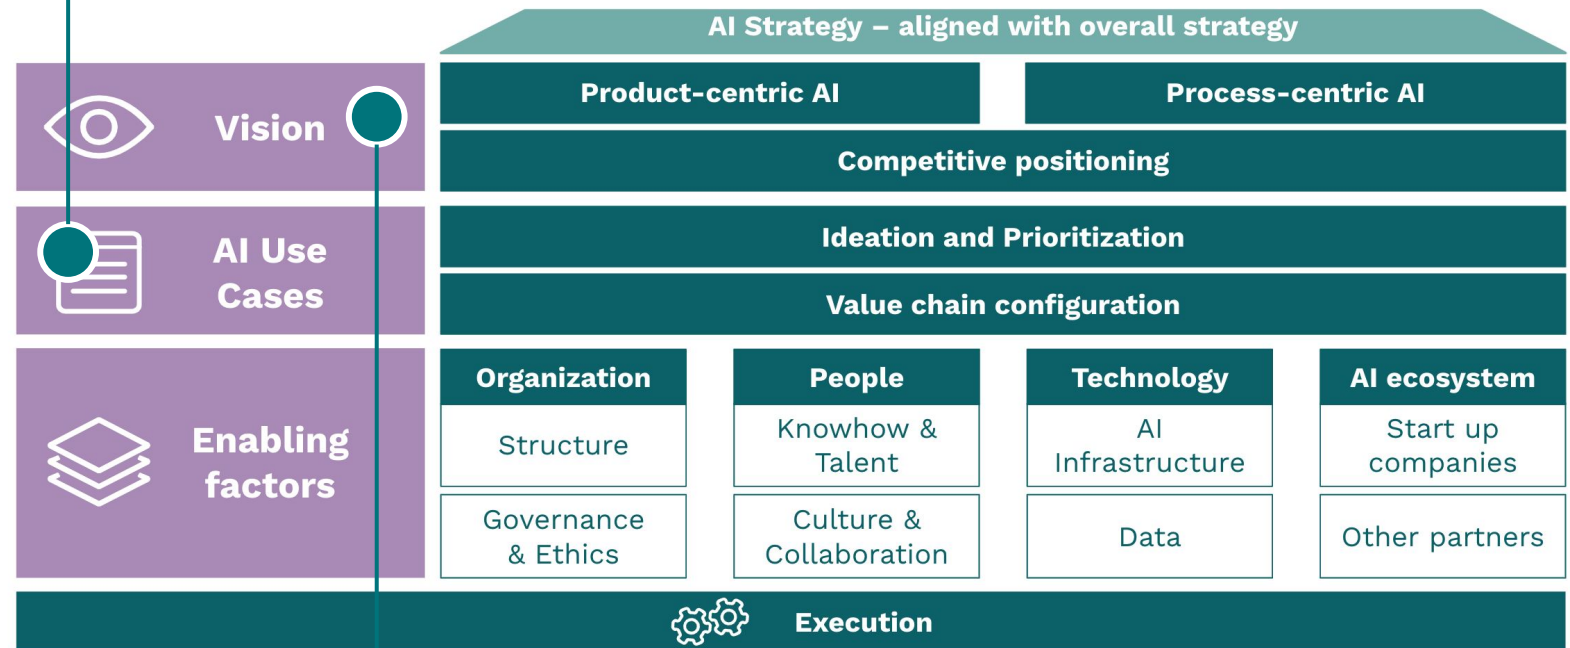 AI Strategy – aligned with overall strategy
Vision
Product-centric AI
Process-centric AI
Competitive positioning
AI Use
Cases
Ideation and Prioritization
Value chain configuration
Enabling
factors
Organization
Structure
Governance
& Ethics
People
Knowhow &
Talent
Culture &
Collaboration
Technology
AI
Infrastructure
Data
AI ecosystem
Start up
companies
Other partners
Execution